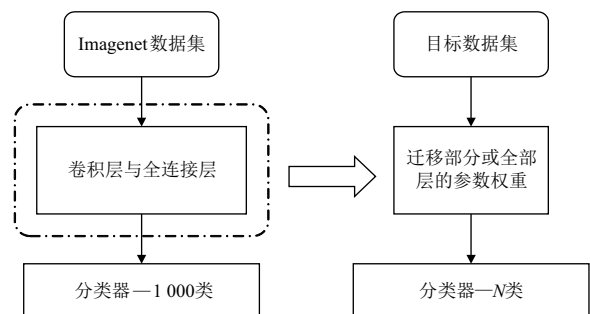 Imagenet数据集
目标数据集
卷积层与全连接层
迁移部分或全部
层的参数权重
分类器—1 000类
分类器—N类